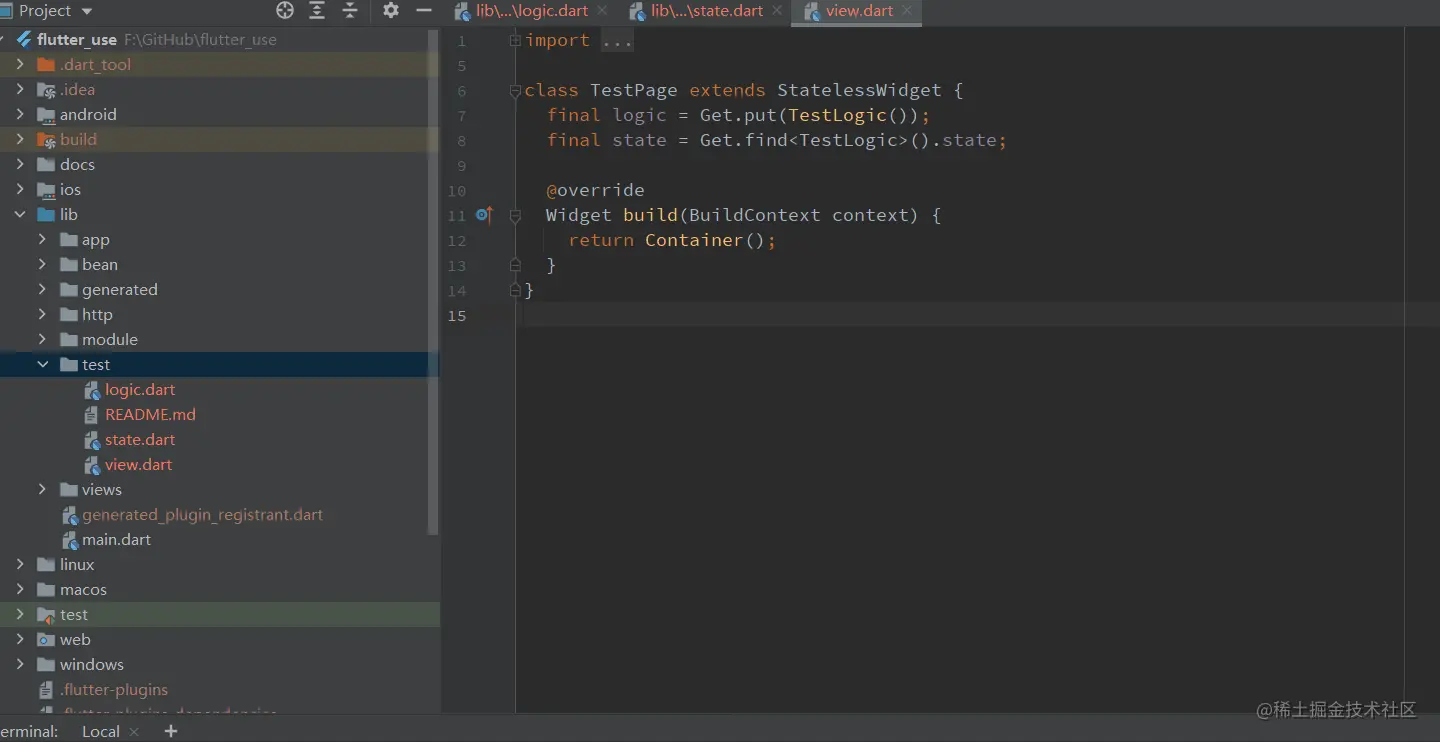 Project
lib\...\logic.dart
lib\...\state.dart
view.dart
flutter_use F:\GitHub\flutter_use
.dart_tool
.idea
android
build
docs
ios
lib
app
bean
generated
http
module
test
logic.dart
README.md
state.dart
view.dart
views
generated_plugin_registrant.dart
main.dart
linux
macos
test
web
windows
.flutter-plugins
.flutter-plugins-dependencies
1 import ...
5
6 class TestPage extends StatelessWidget {
7 final logic = Get.put(TestLogic());
8 final state = Get.find<TestLogic>().state;
9
10 @override
11 Widget build(BuildContext context) {
12 return Container();
13 }
14 }
15
erminal: Local +
@稀土掘金技术社区